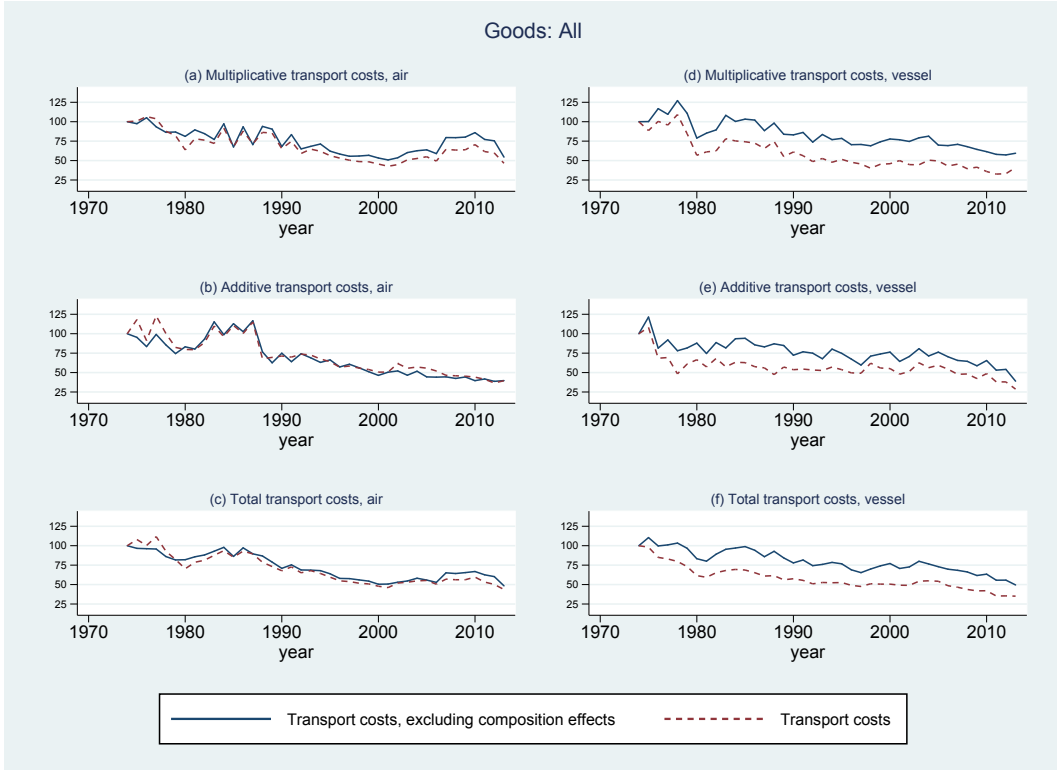 Goods: All
(a) Multiplicative transport costs, air
125
100
75
50
25
1970 1980 1990 2000 2010
year
(d) Multiplicative transport costs, vessel
125
100
75
50
25
1970 1980 1990 2000 2010
year
(b) Additive transport costs, air
125
100
75
50
25
1970 1980 1990 2000 2010
year
(e) Additive transport costs, vessel
125
100
75
50
25
1970 1980 1990 2000 2010
year
(c) Total transport costs, air
125
100
75
50
25
1970 1980 1990 2000 2010
year
(f) Total transport costs, vessel
125
100
75
50
25
1970 1980 1990 2000 2010
year
Transport costs, excluding composition effects
Transport costs